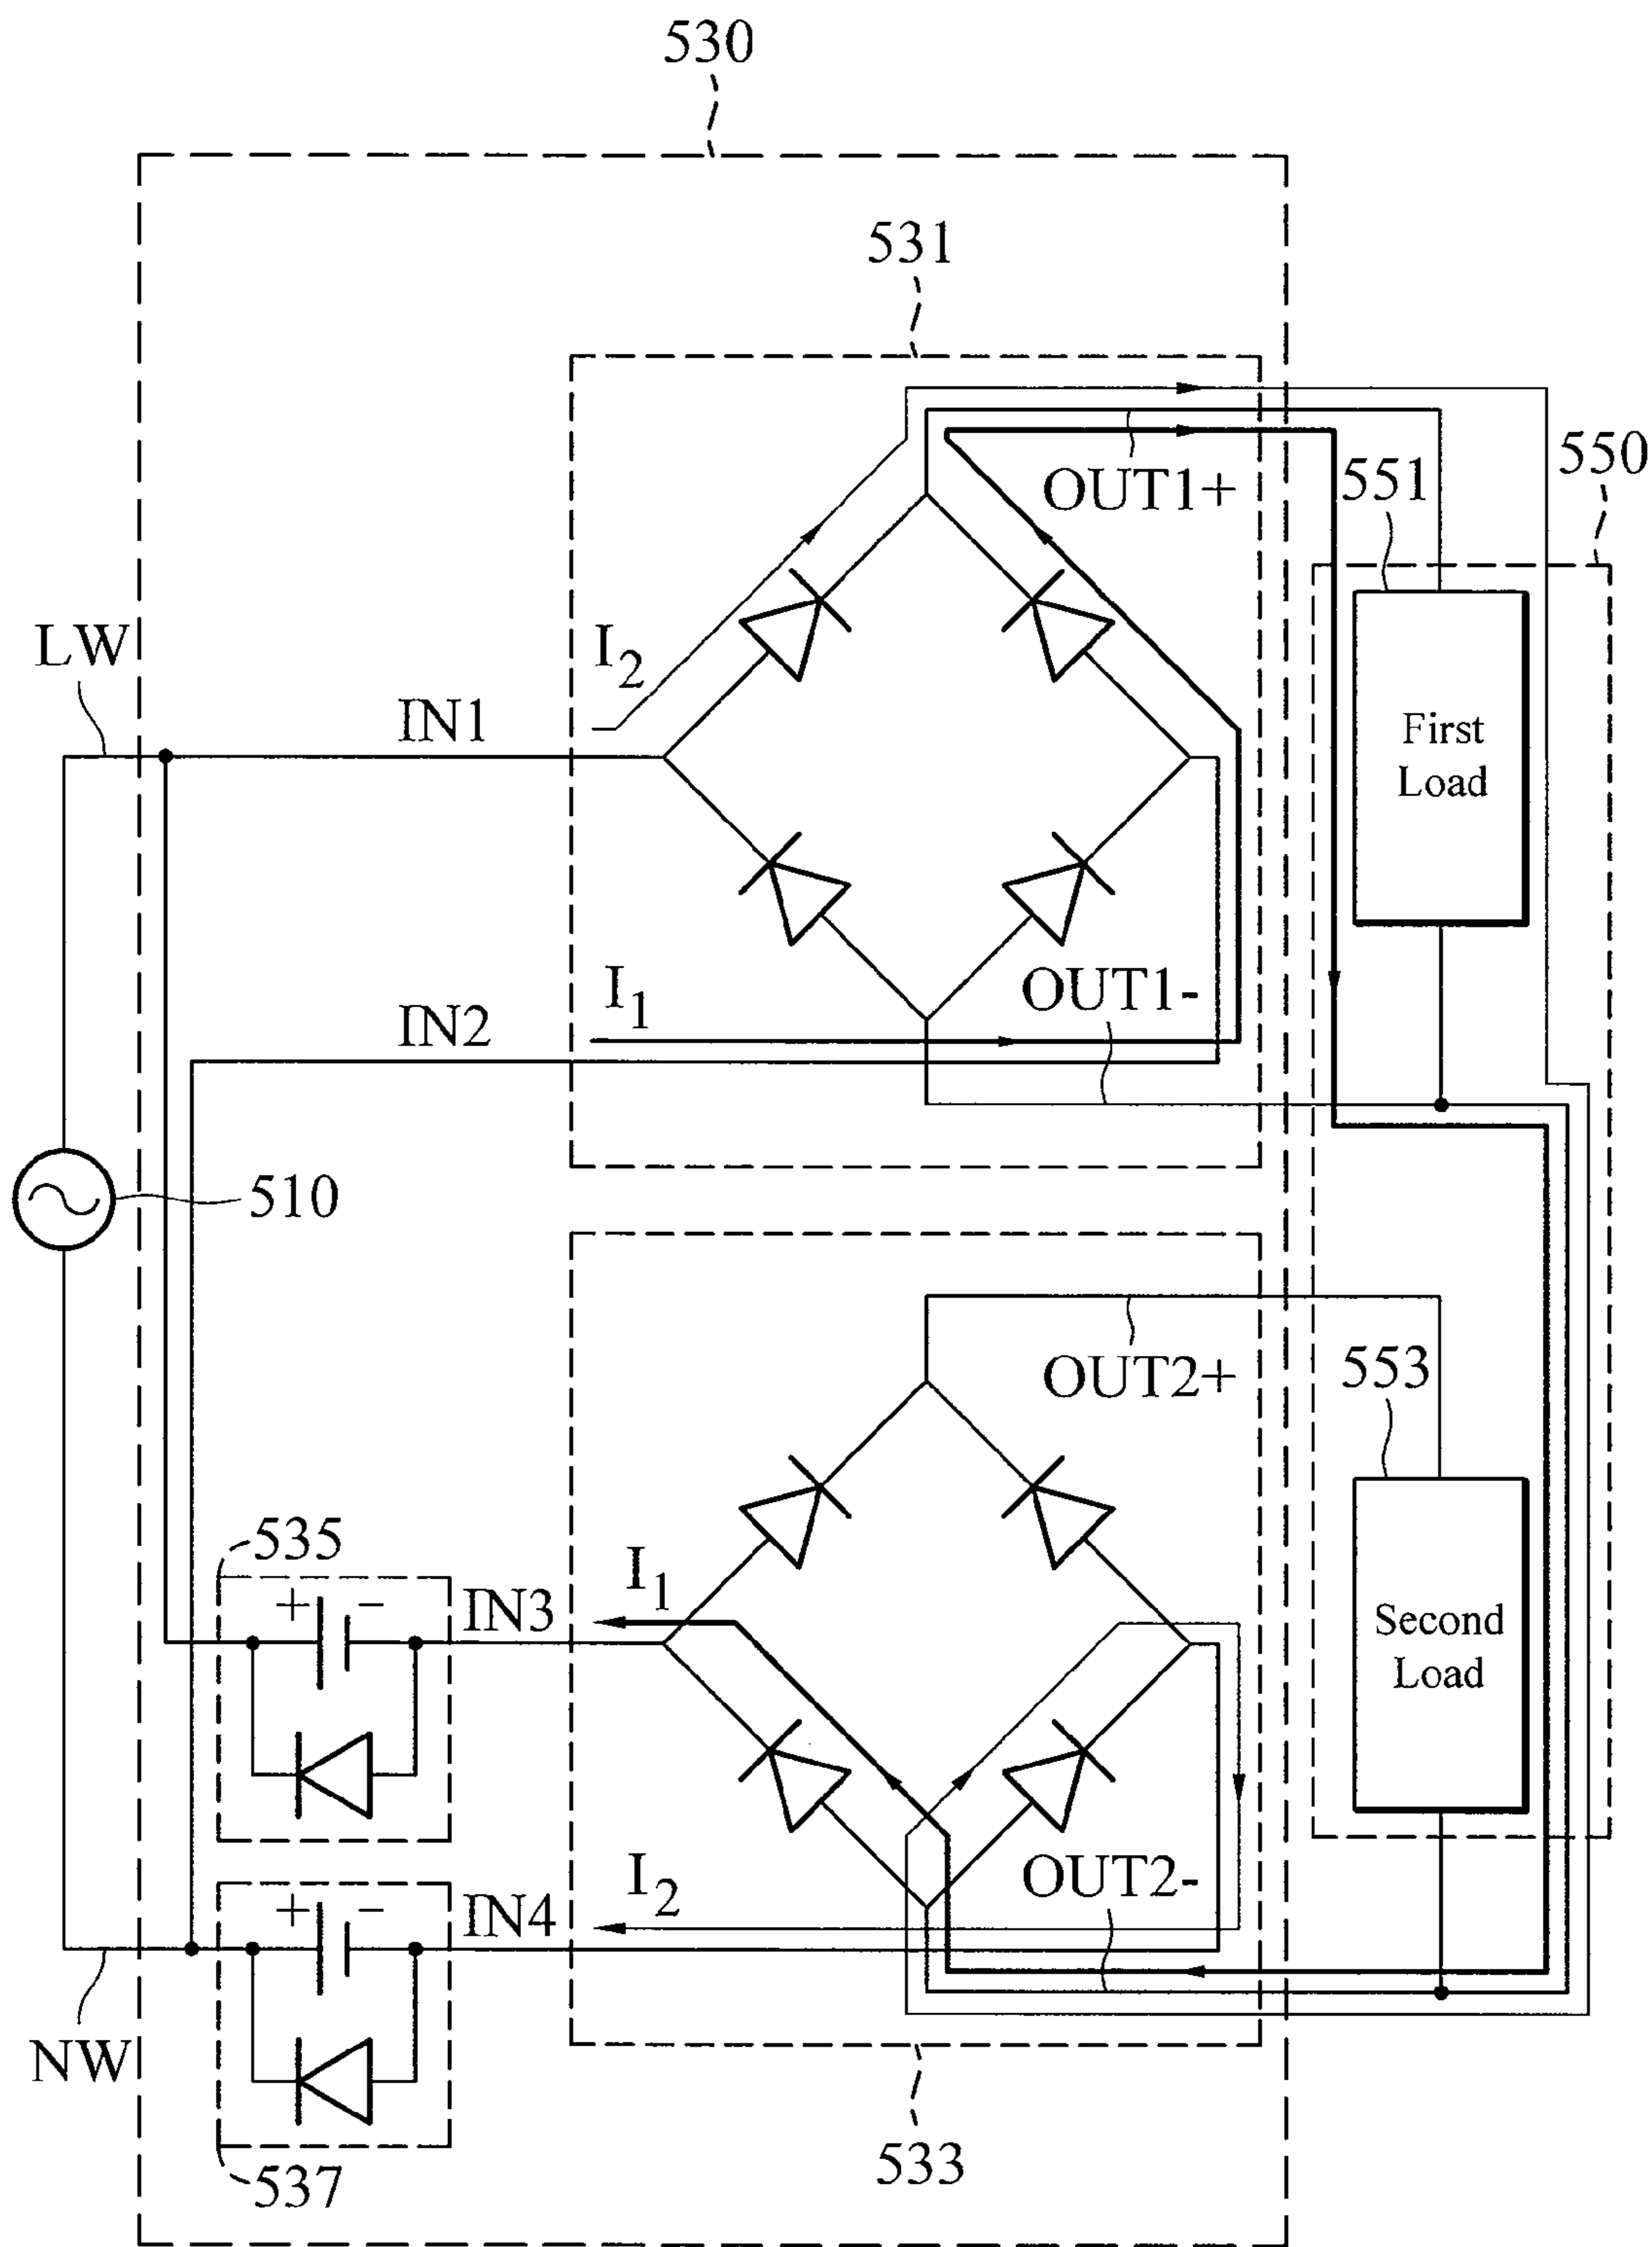 530
531
OUT1+
551
550
LW
I2
IN1
First
Load
I1
OUT1-
IN2
510
OUT2+
553
535
+ -
IN3
I1
Second
Load
I2
OUT2-
+ -
IN4
NW
537
533